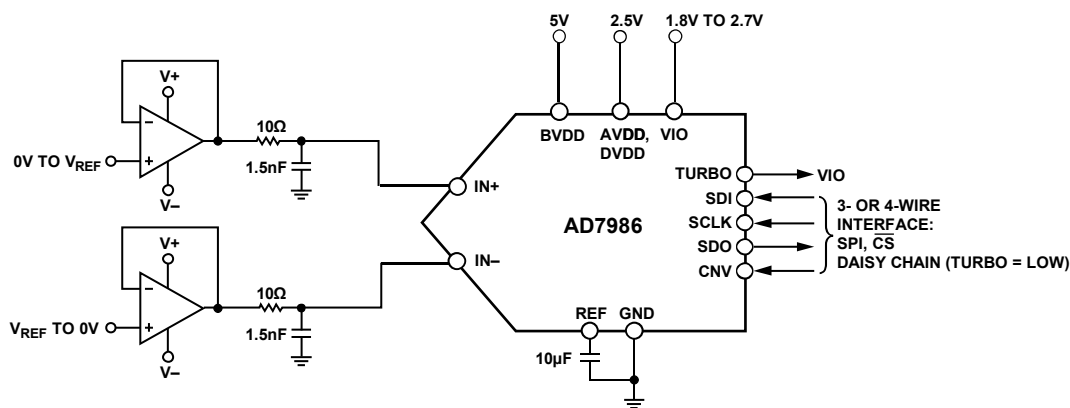 5V
2.5V
1.8V TO 2.7V
BVDD
AVDD,
DVDD
VIO
V+
−
+
0V TO VREF
V−
10Ω
1.5nF
IN+
V+
−
+
VREF TO 0V
V−
10Ω
1.5nF
IN−
AD7986
TURBO
VIO
SDI
SCLK
SDO
CNV
3- OR 4-WIRE
INTERFACE:
SPI, CS
DAISY CHAIN (TURBO = LOW)
REF
GND
10µF